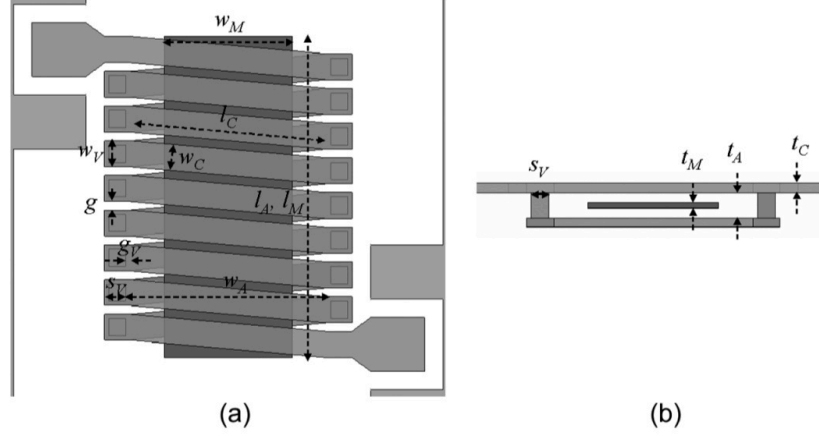 w_M
l_C
w_V
w_C
g
l_A, l_M
g_V
s_V
w_A
(a)
s_V
t_M
t_A
t_C
(b)